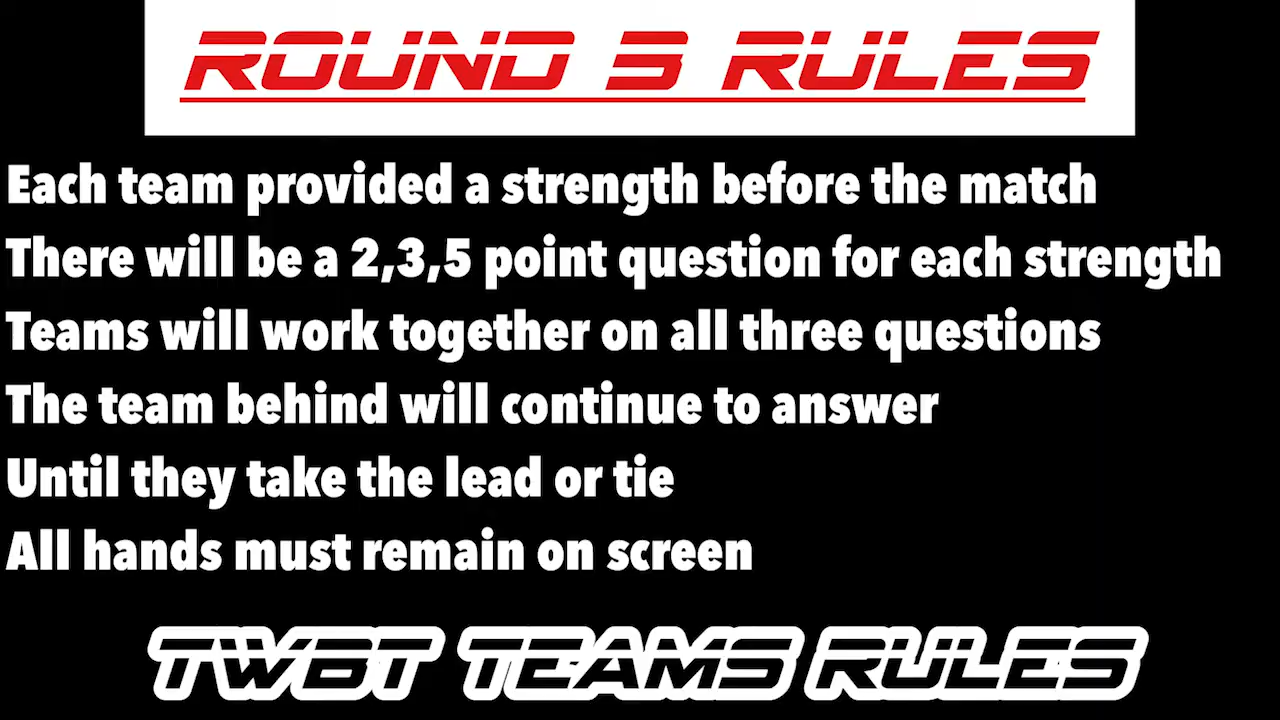 ROUND 3 RULES
Each team provided a strength before the match
There will be a 2,3,5 point question for each strength
Teams will work together on all three questions
The team behind will continue to answer
Until they take the lead or tie
All hands must remain on screen
TWBT TEAMS RULES